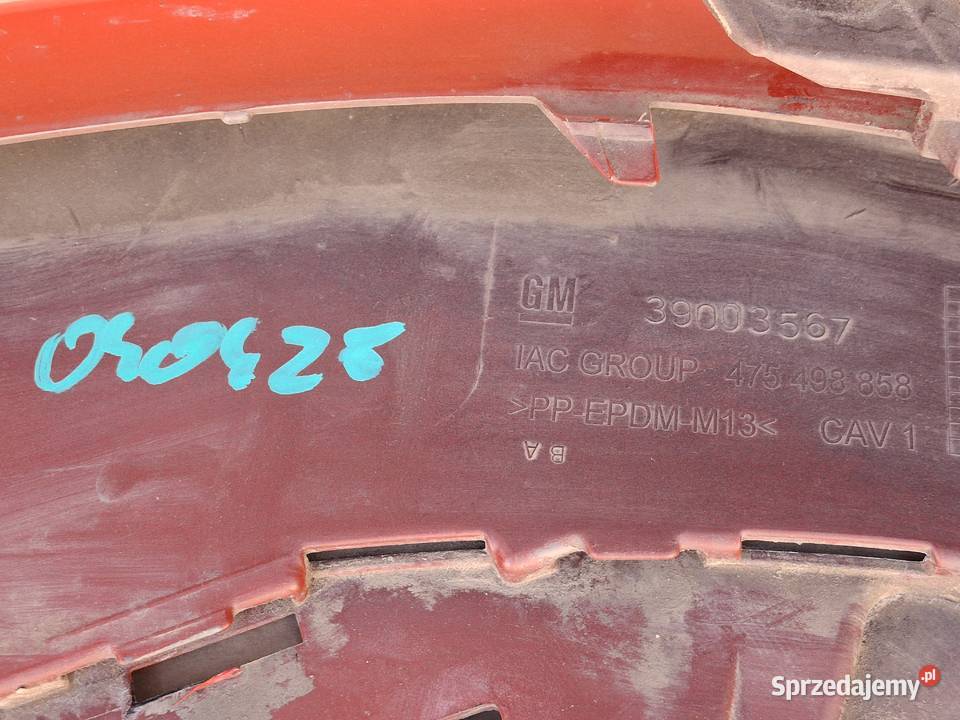 GM 39003567
IAC GROUP 475 498 858
>PP-EPDM-M13< CAV 1
B A
Sprzedajemy.pl